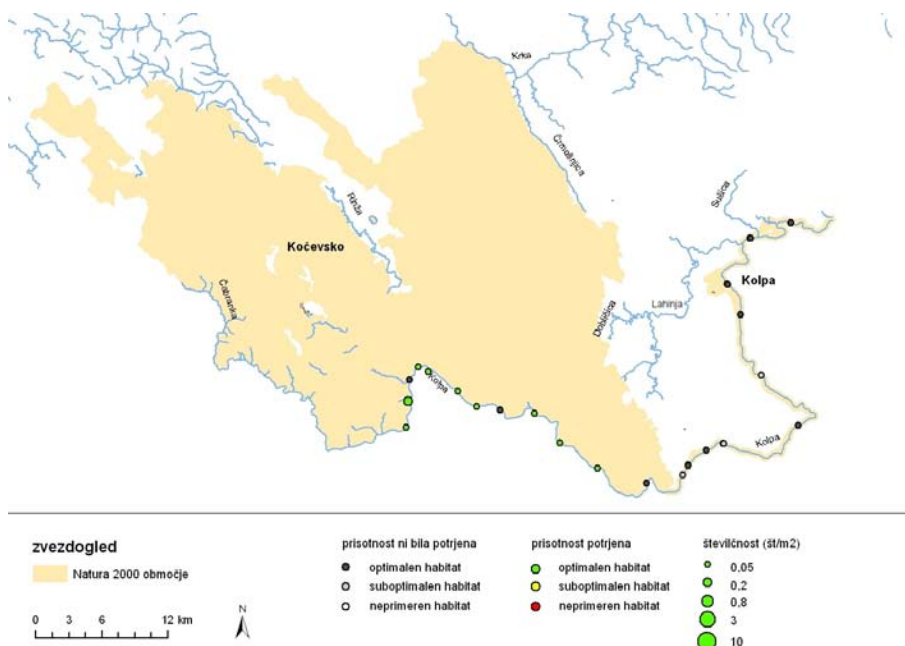 Krka
Črmošnjica
Sušica
Rinža
Kočevsko
Kolpa
Čabranka
Lahinja
Dobličica
Kolpa
Kolpa
zvezdogled
Natura 2000 območje
0 3 6 12 km
N
prisotnost ni bila potrjena
optimalen habitat
suboptimalen habitat
neprimeren habitat
prisotnost potrjena
optimalen habitat
suboptimalen habitat
neprimeren habitat
številčnost (št/m2)
0,05
0,2
0,8
3
10